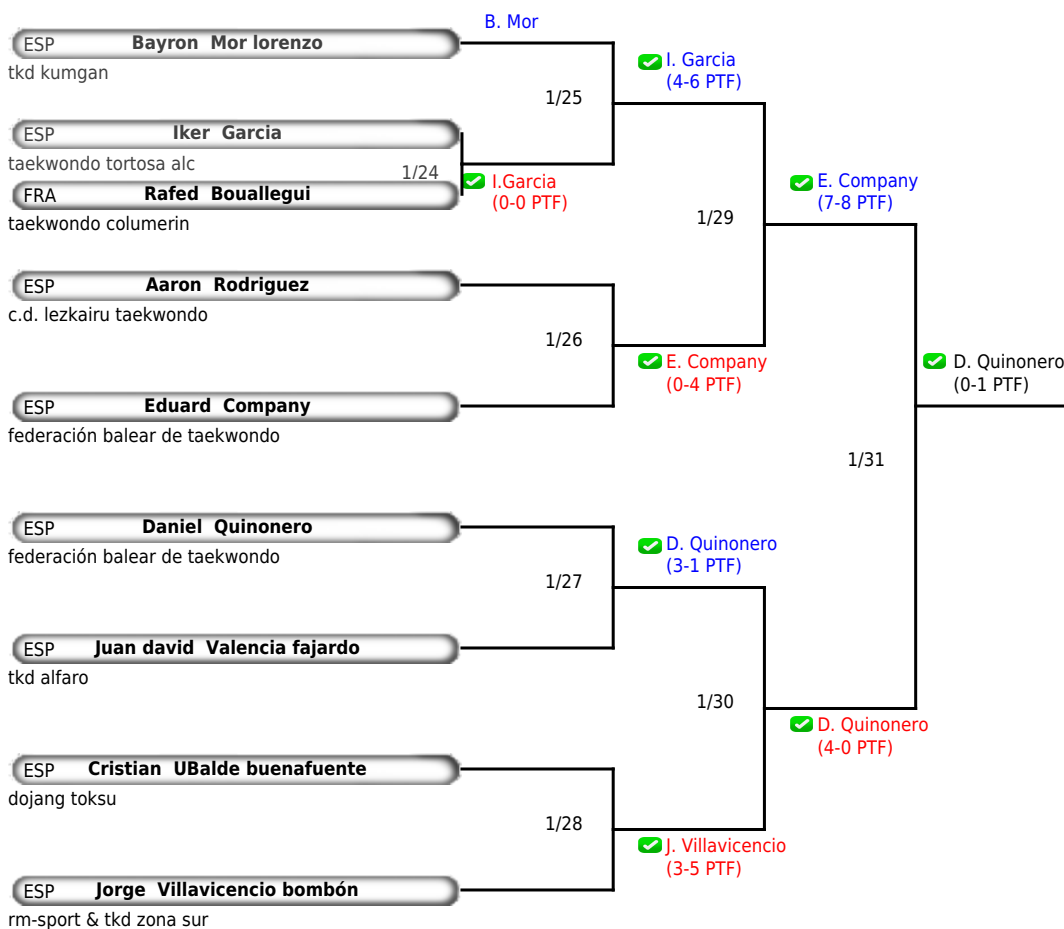 B. Mor
ESP Bayron Mor lorenzo
tkd kumgan
I. Garcia
(4-6 PTF)
1/25
ESP Iker Garcia
taekwondo tortosa alc
1/24
FRA Rafed Bouallegui
taekwondo columerin
I.Garcia
(0-0 PTF)
E. Company
(7-8 PTF)
1/29
ESP Aaron Rodriguez
c.d. lezkairu taekwondo
1/26
E. Company
(0-4 PTF)
D. Quinonero
(0-1 PTF)
ESP Eduard Company
federación balear de taekwondo
1/31
ESP Daniel Quinonero
federación balear de taekwondo
D. Quinonero
(3-1 PTF)
1/27
ESP Juan david Valencia fajardo
tkd alfaro
1/30
D. Quinonero
(4-0 PTF)
ESP Cristian UBalde buenafuente
dojang toksu
1/28
J. Villavicencio
(3-5 PTF)
ESP Jorge Villavicencio bombón
rm-sport & tkd zona sur